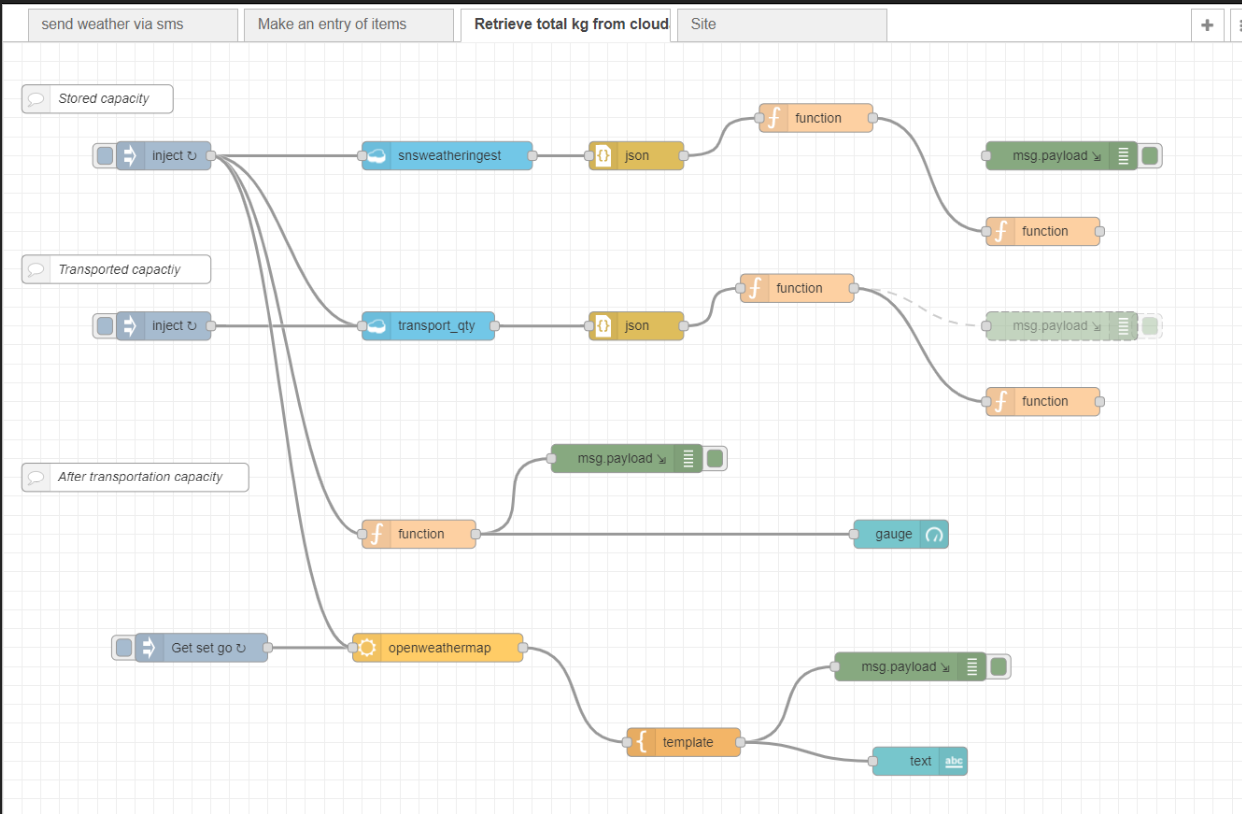 send weather via sms
Make an entry of items
Retrieve total kg from cloud
Site
Stored capacity
function
inject ↻
snsweatheringest
json
msg.payload
function
Transported capactiy
function
inject ↻
transport_qty
json
msg.payload
function
msg.payload
After transportation capacity
function
gauge
Get set go ↻
openweathermap
msg.payload
template
text
abc